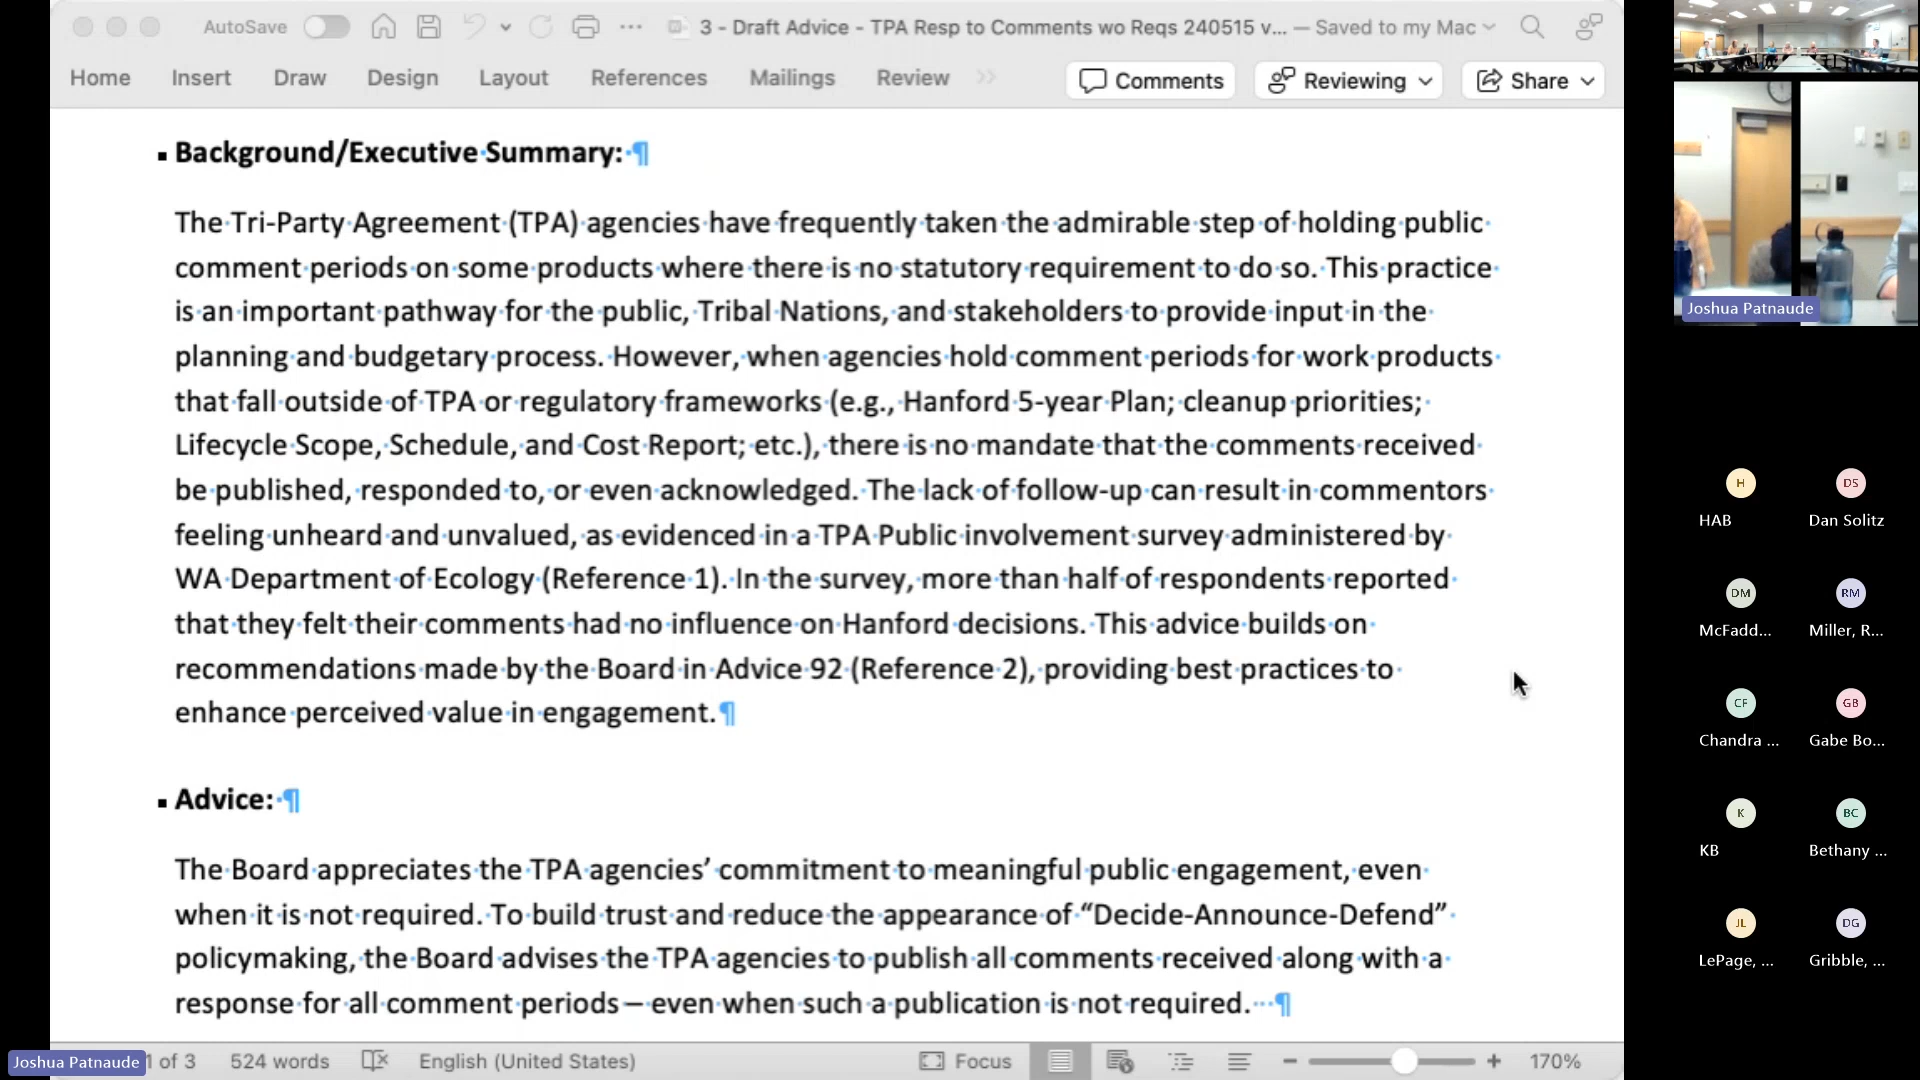 AutoSave
3 - Draft Advice - TPA Resp to Comments wo Reqs 240515 v... — Saved to my Mac
Home Insert Draw Design Layout References Mailings Review
Comments Reviewing Share
Background/Executive Summary:
The Tri-Party Agreement (TPA) agencies have frequently taken the admirable step of holding public
comment periods on some products where there is no statutory requirement to do so. This practice
is an important pathway for the public, Tribal Nations, and stakeholders to provide input in the
planning and budgetary process. However, when agencies hold comment periods for work products
that fall outside of TPA or regulatory frameworks (e.g., Hanford 5-year Plan; cleanup priorities;
Lifecycle Scope, Schedule, and Cost Report; etc.), there is no mandate that the comments received
be published, responded to, or even acknowledged. The lack of follow-up can result in commentors
feeling unheard and unvalued, as evidenced in a TPA Public involvement survey administered by
WA Department of Ecology (Reference 1). In the survey, more than half of respondents reported
that they felt their comments had no influence on Hanford decisions. This advice builds on
recommendations made by the Board in Advice 92 (Reference 2), providing best practices to
enhance perceived value in engagement.
Advice:
The Board appreciates the TPA agencies’ commitment to meaningful public engagement, even
when it is not required. To build trust and reduce the appearance of “Decide-Announce-Defend”
policymaking, the Board advises the TPA agencies to publish all comments received along with a
response for all comment periods — even when such a publication is not required.
Joshua Patnaude
1 of 3 524 words English (United States) Focus 170%
Joshua Patnaude
H DS
HAB Dan Solitz
DM RM
McFadd... Miller, R...
CF GB
Chandra ... Gabe Bo...
K BC
KB Bethany ...
JL DG
LePage, ... Gribble, ...